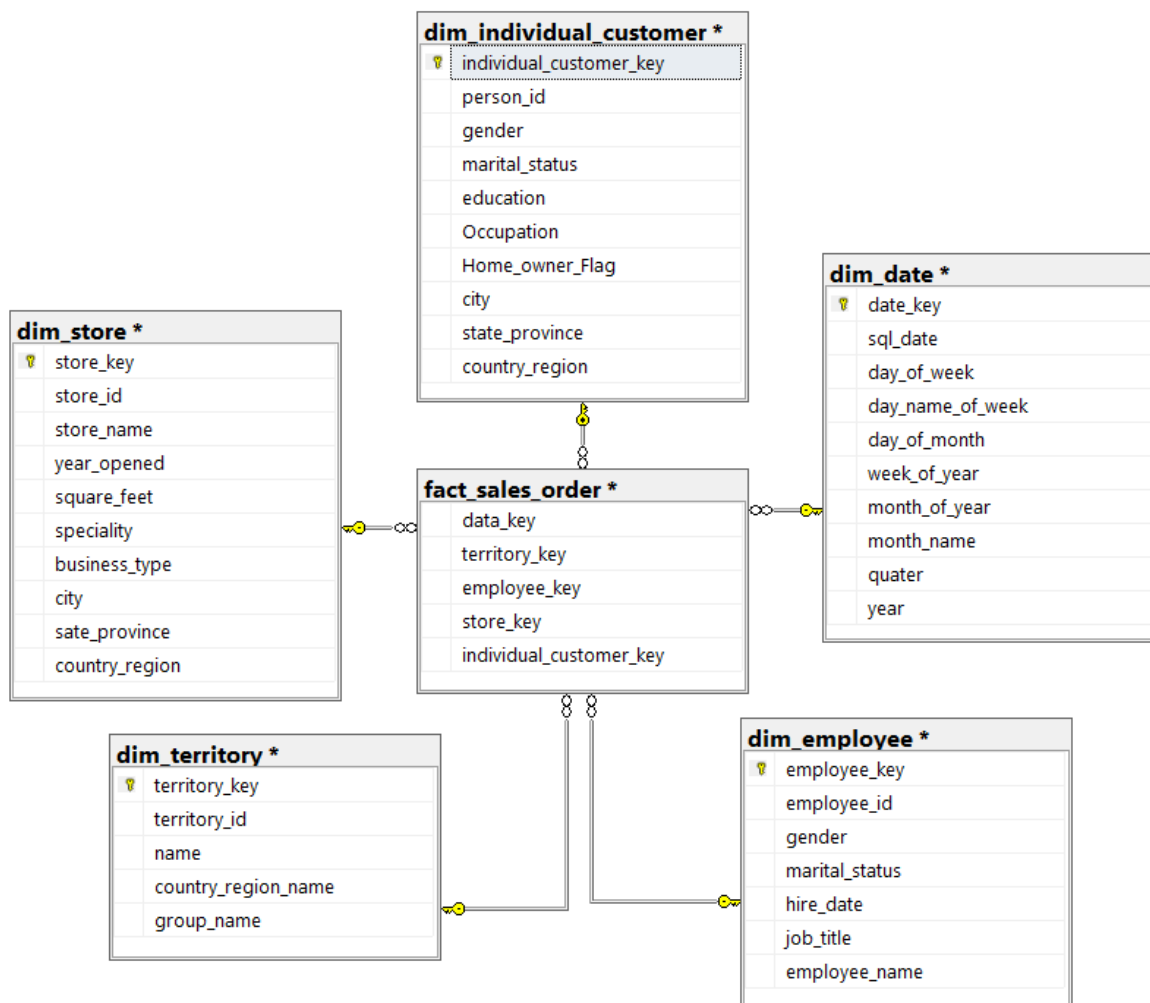 dim_individual_customer *
individual_customer_key
person_id
gender
marital_status
education
Occupation
Home_owner_Flag
city
state_province
country_region
dim_date *
date_key
sql_date
day_of_week
day_name_of_week
day_of_month
week_of_year
month_of_year
month_name
quater
year
dim_store *
store_key
store_id
store_name
year_opened
square_feet
speciality
business_type
city
sate_province
country_region
fact_sales_order *
data_key
territory_key
employee_key
store_key
individual_customer_key
dim_territory *
territory_key
territory_id
name
country_region_name
group_name
dim_employee *
employee_key
employee_id
gender
marital_status
hire_date
job_title
employee_name